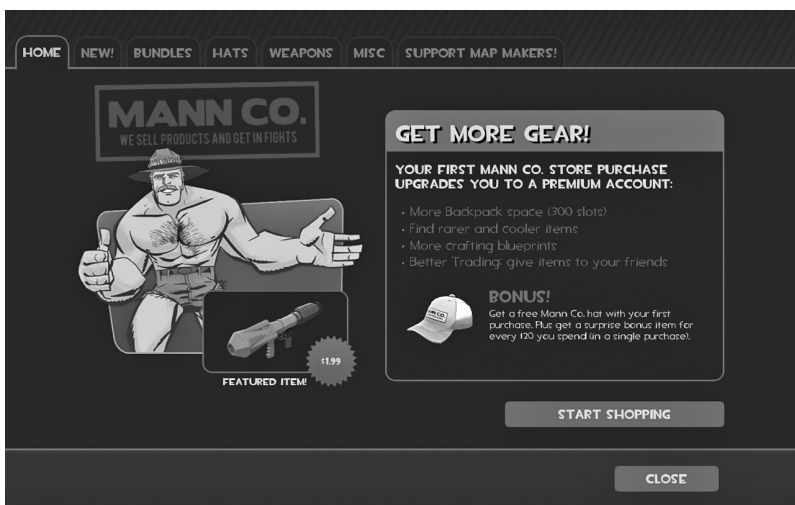 HOME NEW! BUNDLES HATS WEAPONS MISC SUPPORT MAP MAKERS!
MANN CO.
WE SELL PRODUCTS AND GET IN FIGHTS
GET MORE GEAR!
YOUR FIRST MANN CO. STORE PURCHASE
UPGRADES YOU TO A PREMIUM ACCOUNT:
• More Backpack space (300 slots)
• Find rarer and cooler items
• More crafting blueprints
• Better Trading: give items to your friends
BONUS!
Get a free Mann Co. hat with your first
purchase. Plus get a surprise bonus item for
every $20 you spend (in a single purchase).
MANN CO.
$1.99
FEATURED ITEM!
START SHOPPING
CLOSE